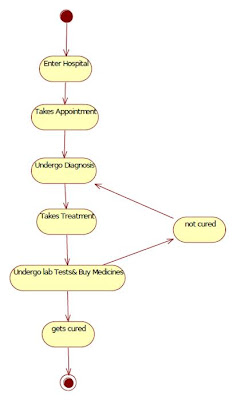 Enter Hospital
Takes Appointment
Undergo Diagnosis
Takes Treatment
not cured
Undergo lab Tests& Buy Medicines
gets cured